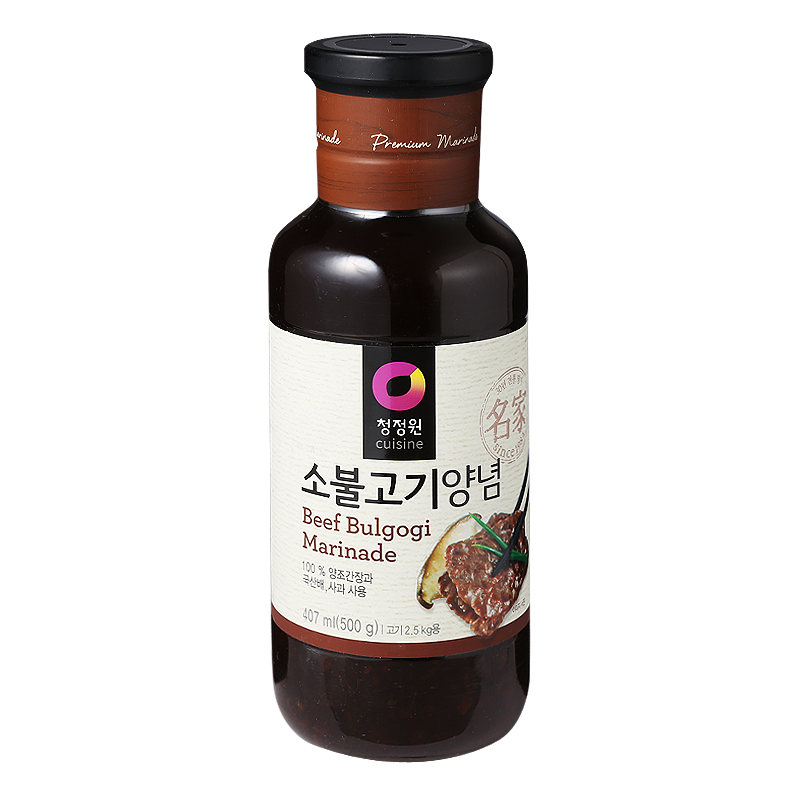 arinade Premium Marinade
청정원
cuisine
名家
since
소불고기양념
Beef Bulgogi
Marinade
100 % 양조간장과
국산배, 사과 사용
407 ml(500 g) | 고기 2.5 kg용